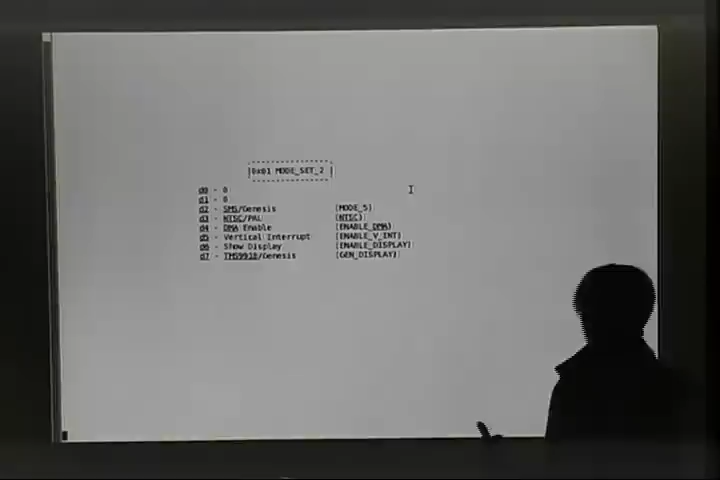 0x01 MODE_SET_2
d0 - 0
d1 - 0
d2 - SMS/Genesis (MODE_5)
d3 - NTSC/PAL (NTSC)
d4 - DMA Enable (ENABLE_DMA)
d5 - Vertical Interrupt (ENABLE_V_INT)
d6 - Show Display (ENABLE_DISPLAY)
d7 - TMS9918/Genesis (GEN_DISPLAY)